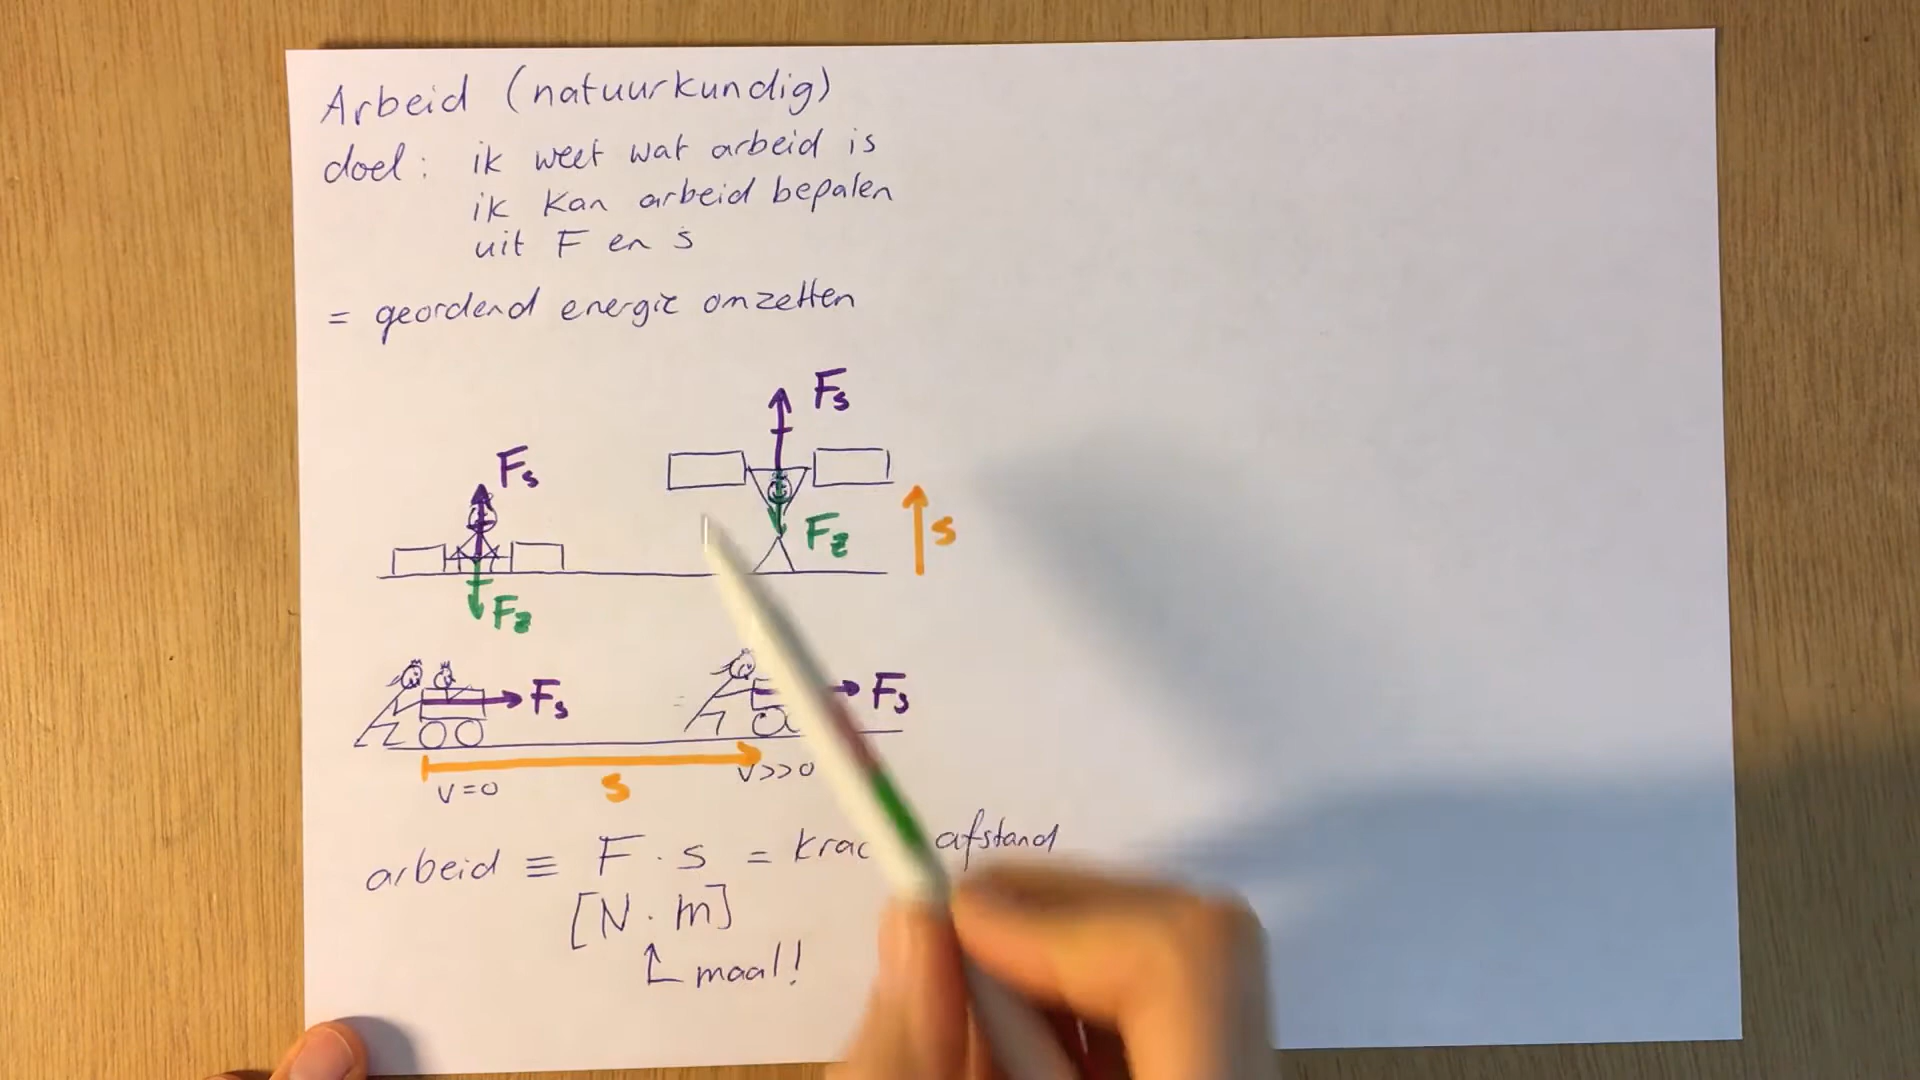 Arbeid (natuurkundig)
doel: ik weet wat arbeid is
ik kan arbeid bepalen
uit F en s
= geordend energie omzetten
Fs
Fs
Fz
s
Fz
Fs
Fs
s
v=0
v>>0
arbeid ≡ F · s = krac afstand
[N · m]
maal!